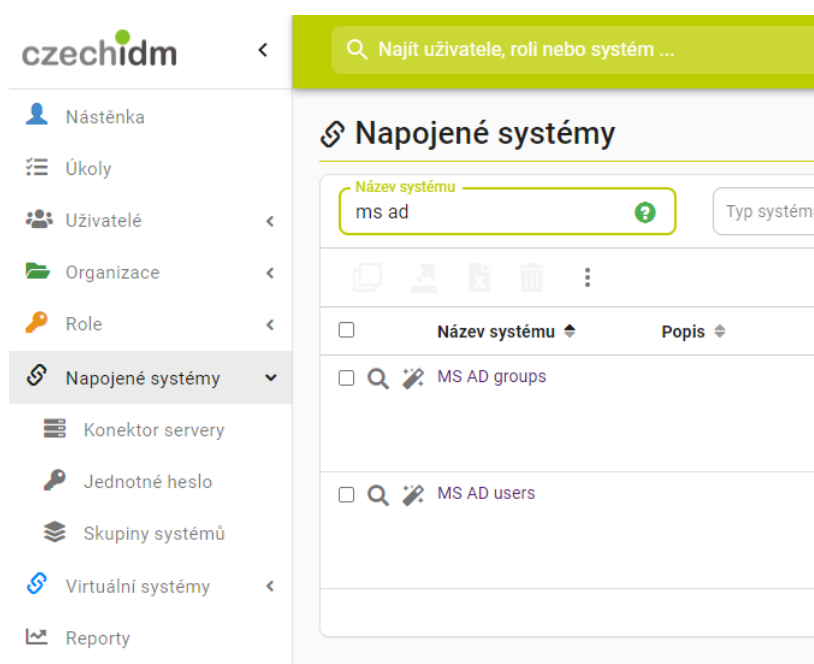 czechidm
Najít uživatele, roli nebo systém ...
Nástěnka
Úkoly
Uživatelé
Organizace
Role
Napojené systémy
Konektor servery
Jednotné heslo
Skupiny systémů
Virtuální systémy
Reporty
Napojené systémy
Název systému
ms ad
Typ systém
Název systému Popis
MS AD groups
MS AD users